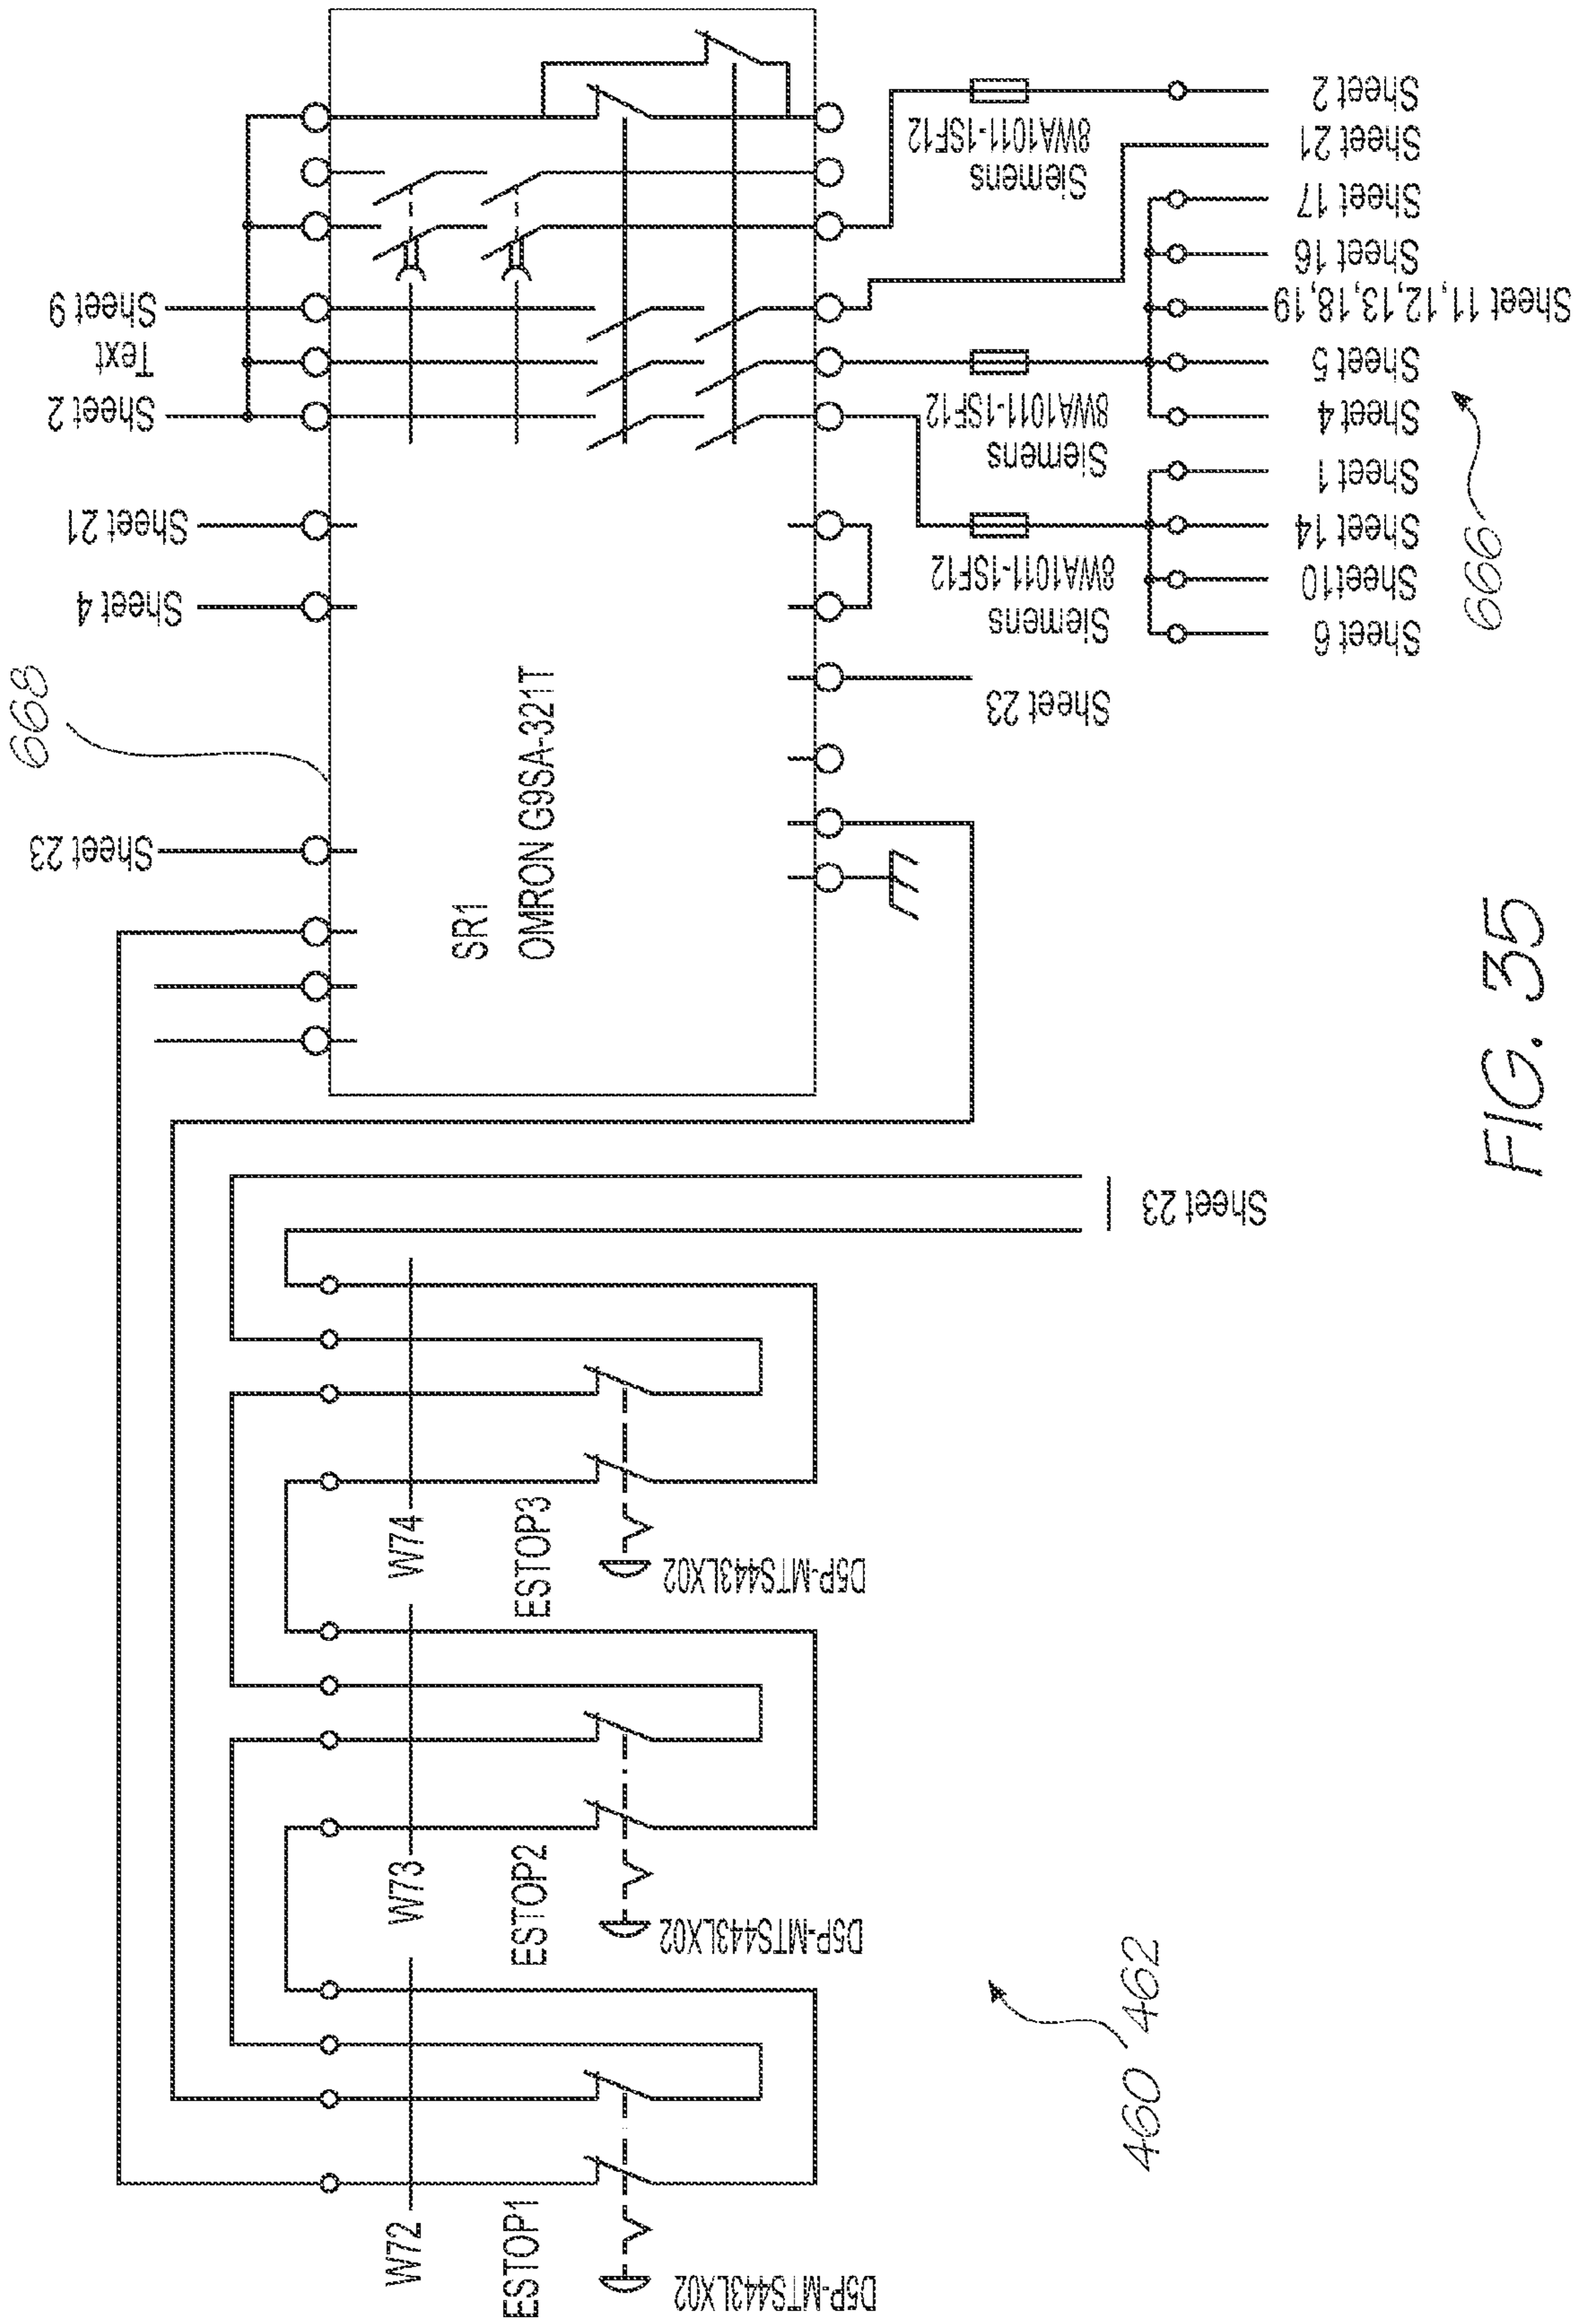 668
Sheet 23
Sheet 4
Sheet 21
Sheet 2
Text
Sheet 9
SR1
OMRON G9SA-321T
Sheet 23
Siemens
8WA1011-1SF12
Siemens
8WA1011-1SF12
Siemens
8WA1011-1SF12
Sheet 6
Sheet10
Sheet 14
Sheet 1
Sheet 4
Sheet 5
Sheet 11,12,13,18,19
Sheet 16
Sheet 17
Sheet 21
Sheet 2
666
W72
ESTOP1
D5P-MTS443LX02
W73
ESTOP2
D5P-MTS443LX02
W74
ESTOP3
D5P-MTS443LX02
Sheet 23
460 462
FIG. 35